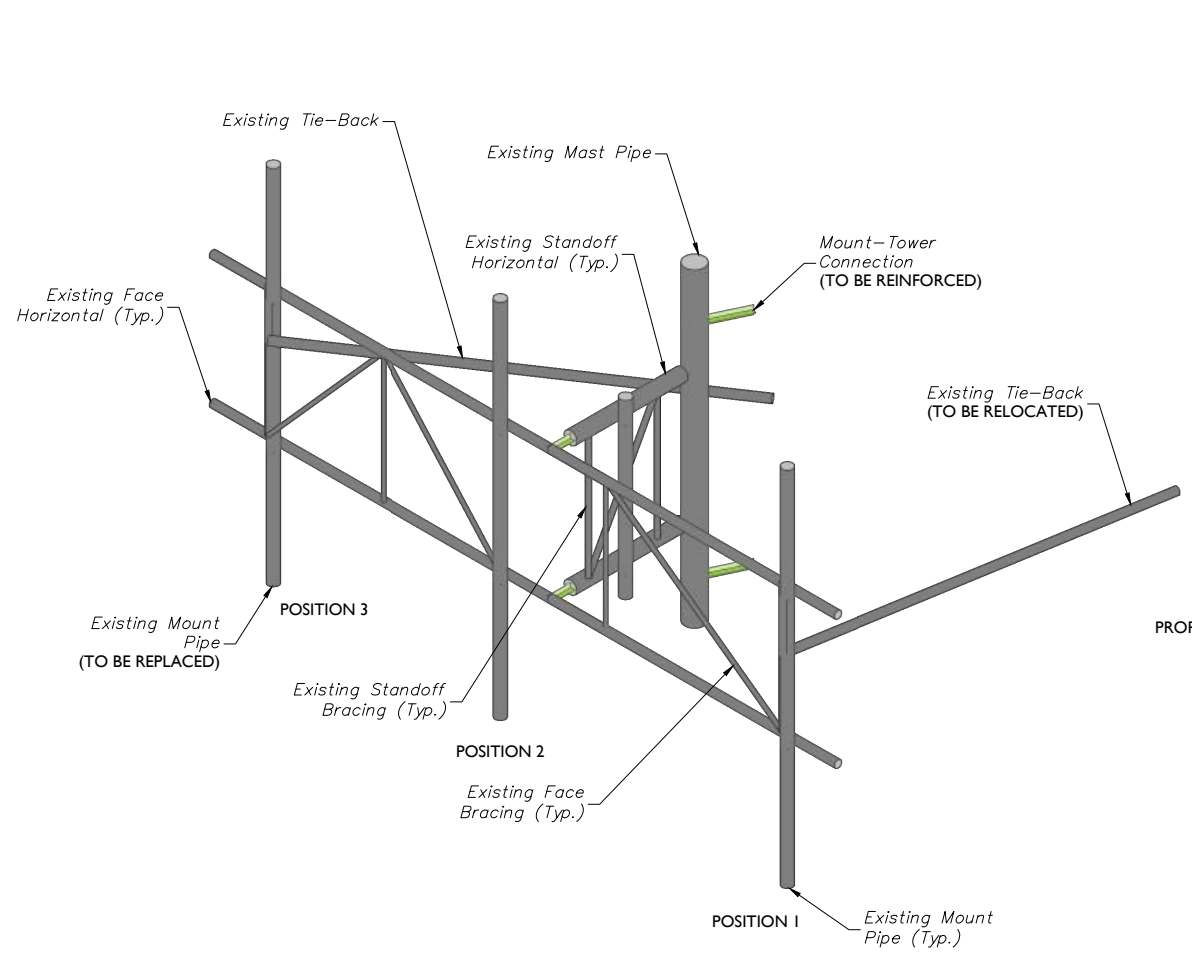 Existing Tie-Back
Existing Mast Pipe
Existing Standoff
Horizontal (Typ.)
Mount-Tower
Connection
(TO BE REINFORCED)
Existing Face
Horizontal (Typ.)
Existing Tie-Back
(TO BE RELOCATED)
POSITION 3
Existing Mount
Pipe
(TO BE REPLACED)
PROP
Existing Standoff
Bracing (Typ.)
POSITION 2
Existing Face
Bracing (Typ.)
POSITION 1
Existing Mount
Pipe (Typ.)